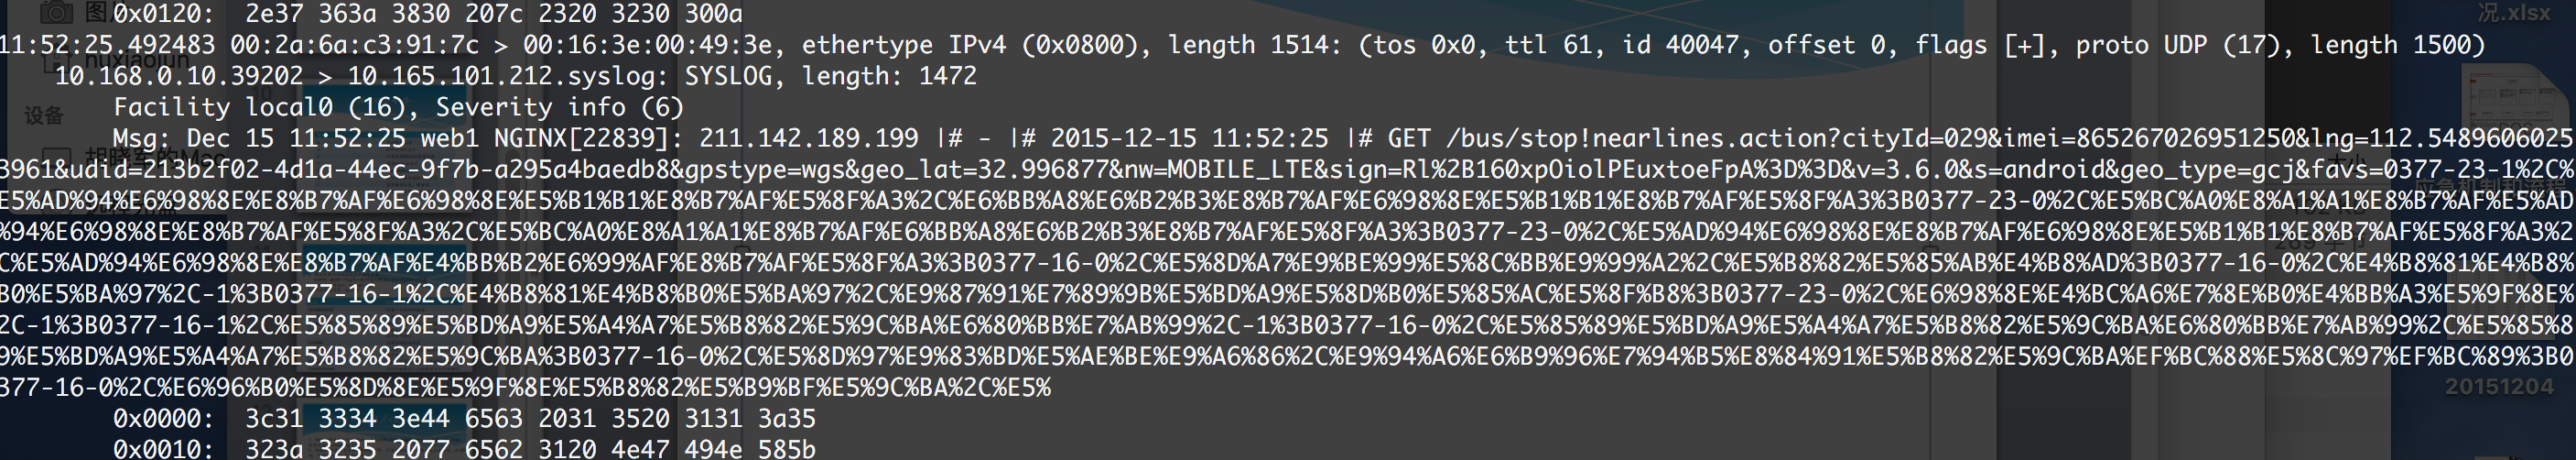 图片
况.xlsx
0x0120:  2e37 363a 3830 207c 2320 3230 300a
11:52:25.492483 00:2a:6a:c3:91:7c > 00:16:3e:00:49:3e, ethertype IPv4 (0x0800), length 1514: (tos 0x0, ttl 61, id 40047, offset 0, flags [+], proto UDP (17), length 1500)
huxiaojun
10.168.0.10.39202 > 10.165.101.212.syslog: SYSLOG, length: 1472
设备
Facility local0 (16), Severity info (6)
Msg: Dec 15 11:52:25 web1 NGINX[22839]: 211.142.189.199 |# - |# 2015-12-15 11:52:25 |# GET /bus/stop!nearlines.action?cityId=029&imei=865267026951250&lng=112.5489606025
胡晓军的Mac
大小
3961&udid=213b2f02-4d1a-44ec-9f7b-a295a4baedb8&gpstype=wgs&geo_lat=32.996877&nw=MOBILE_LTE&sign=Rl%2B160xpOiolPEuxtoeFpA%3D%3D&v=3.6.0&s=android&geo_type=gcj&favs=0377-23-1%2C%
应急机制和流程
E5%AD%94%E6%98%8E%E8%B7%AF%E6%98%8E%E5%B1%B1%E8%B7%AF%E5%8F%A3%2C%E6%BB%A8%E6%B2%B3%E8%B7%AF%E6%98%8E%E5%B1%B1%E8%B7%AF%E5%8F%A3%3B0377-23-0%2C%E5%BC%A0%E8%A1%A1%E8%B7%AF%E5%AD
%94%E6%98%8E%E8%B7%AF%E5%8F%A3%2C%E5%BC%A0%E8%A1%A1%E8%B7%AF%E6%BB%A8%E6%B2%B3%E8%B7%AF%E5%8F%A3%3B0377-23-0%2C%E5%AD%94%E6%98%8E%E8%B7%AF%E6%98%8E%E5%B1%B1%E8%B7%AF%E5%8F%A3%2
C%E5%AD%94%E6%98%8E%E8%B7%AF%E4%BB%B2%E6%99%AF%E8%B7%AF%E5%8F%A3%3B0377-16-0%2C%E5%8D%A7%E9%BE%99%E5%8C%BB%E9%99%A2%2C%E5%B8%82%E5%85%AB%E4%B8%AD%3B0377-16-0%2C%E4%B8%81%E4%B8%
B0%E5%BA%97%2C-1%3B0377-16-1%2C%E4%B8%81%E4%B8%B0%E5%BA%97%2C%E9%87%91%E7%89%9B%E5%BD%A9%E5%8D%B0%E5%85%AC%E5%8F%B8%3B0377-23-0%2C%E6%98%8E%E4%BC%A6%E7%8E%B0%E4%BB%A3%E5%9F%8E%
2C-1%3B0377-16-1%2C%E5%85%89%E5%BD%A9%E5%A4%A7%E5%B8%82%E5%9C%BA%E6%80%BB%E7%AB%99%2C-1%3B0377-16-0%2C%E5%85%89%E5%BD%A9%E5%A4%A7%E5%B8%82%E5%9C%BA%E6%80%BB%E7%AB%99%2C%E5%85%8
9%E5%BD%A9%E5%A4%A7%E5%B8%82%E5%9C%BA%3B0377-16-0%2C%E5%8D%97%E9%83%BD%E5%AE%BE%E9%A6%86%2C%E9%94%A6%E6%B9%96%E7%94%B5%E8%84%91%E5%B8%82%E5%9C%BA%EF%BC%88%E5%8C%97%EF%BC%89%3B0
377-16-0%2C%E6%96%B0%E5%8D%8E%E5%9F%8E%E5%B8%82%E5%B9%BF%E5%9C%BA%2C%E5%
20151204
0x0000:  3c31 3334 3e44 6563 2031 3520 3131 3a35
0x0010:  323a 3235 2077 6562 3120 4e47 494e 585b